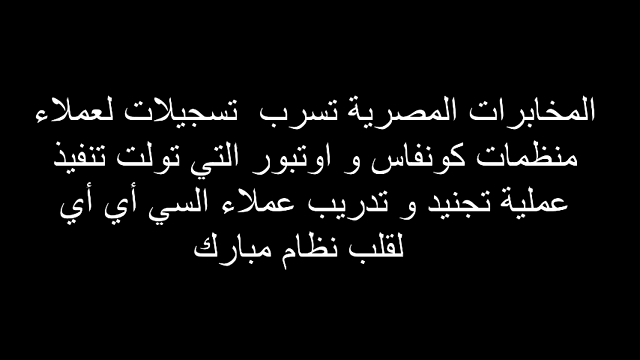 المخابرات المصرية تسرب تسجيلات لعملاء
منظمات كونفاس و اوتبور التي تولت تنفيذ
عملية تجنيد و تدريب عملاء السي أي أي
لقلب نظام مبارك